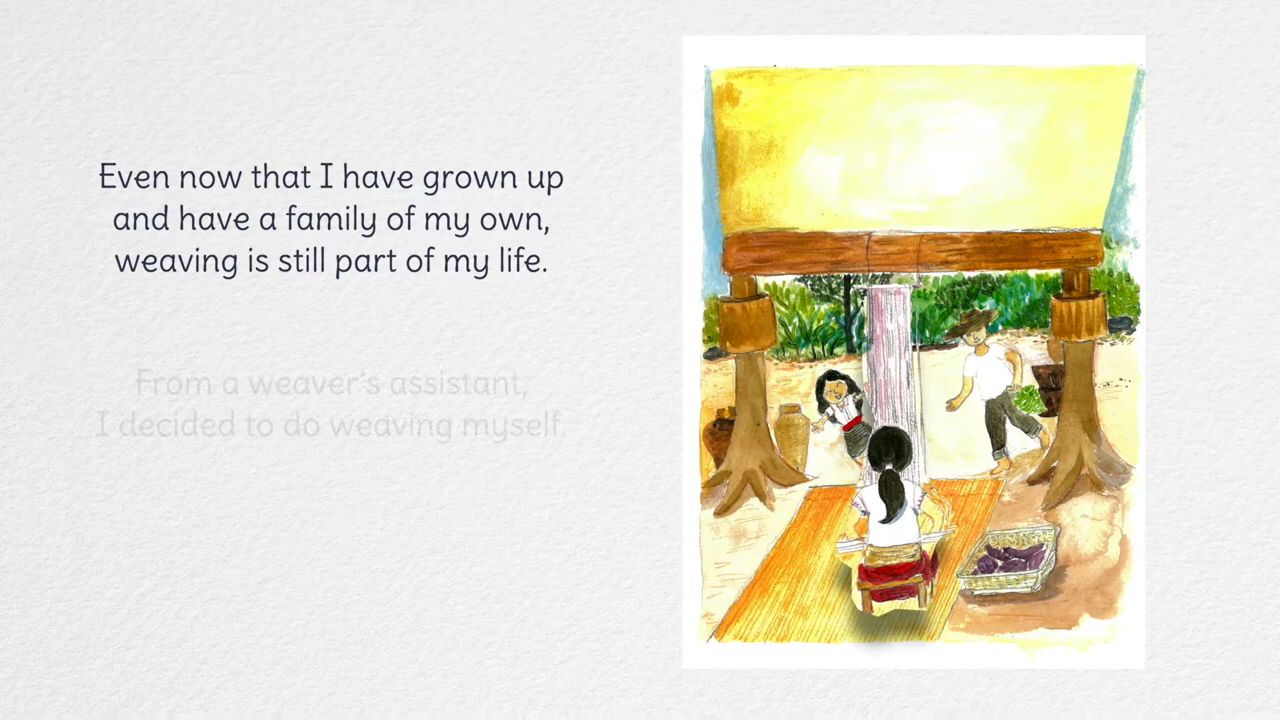 Even now that I have grown up
and have a family of my own,
weaving is still part of my life.
From a weaver's assistant,
I decided to do weaving myself.